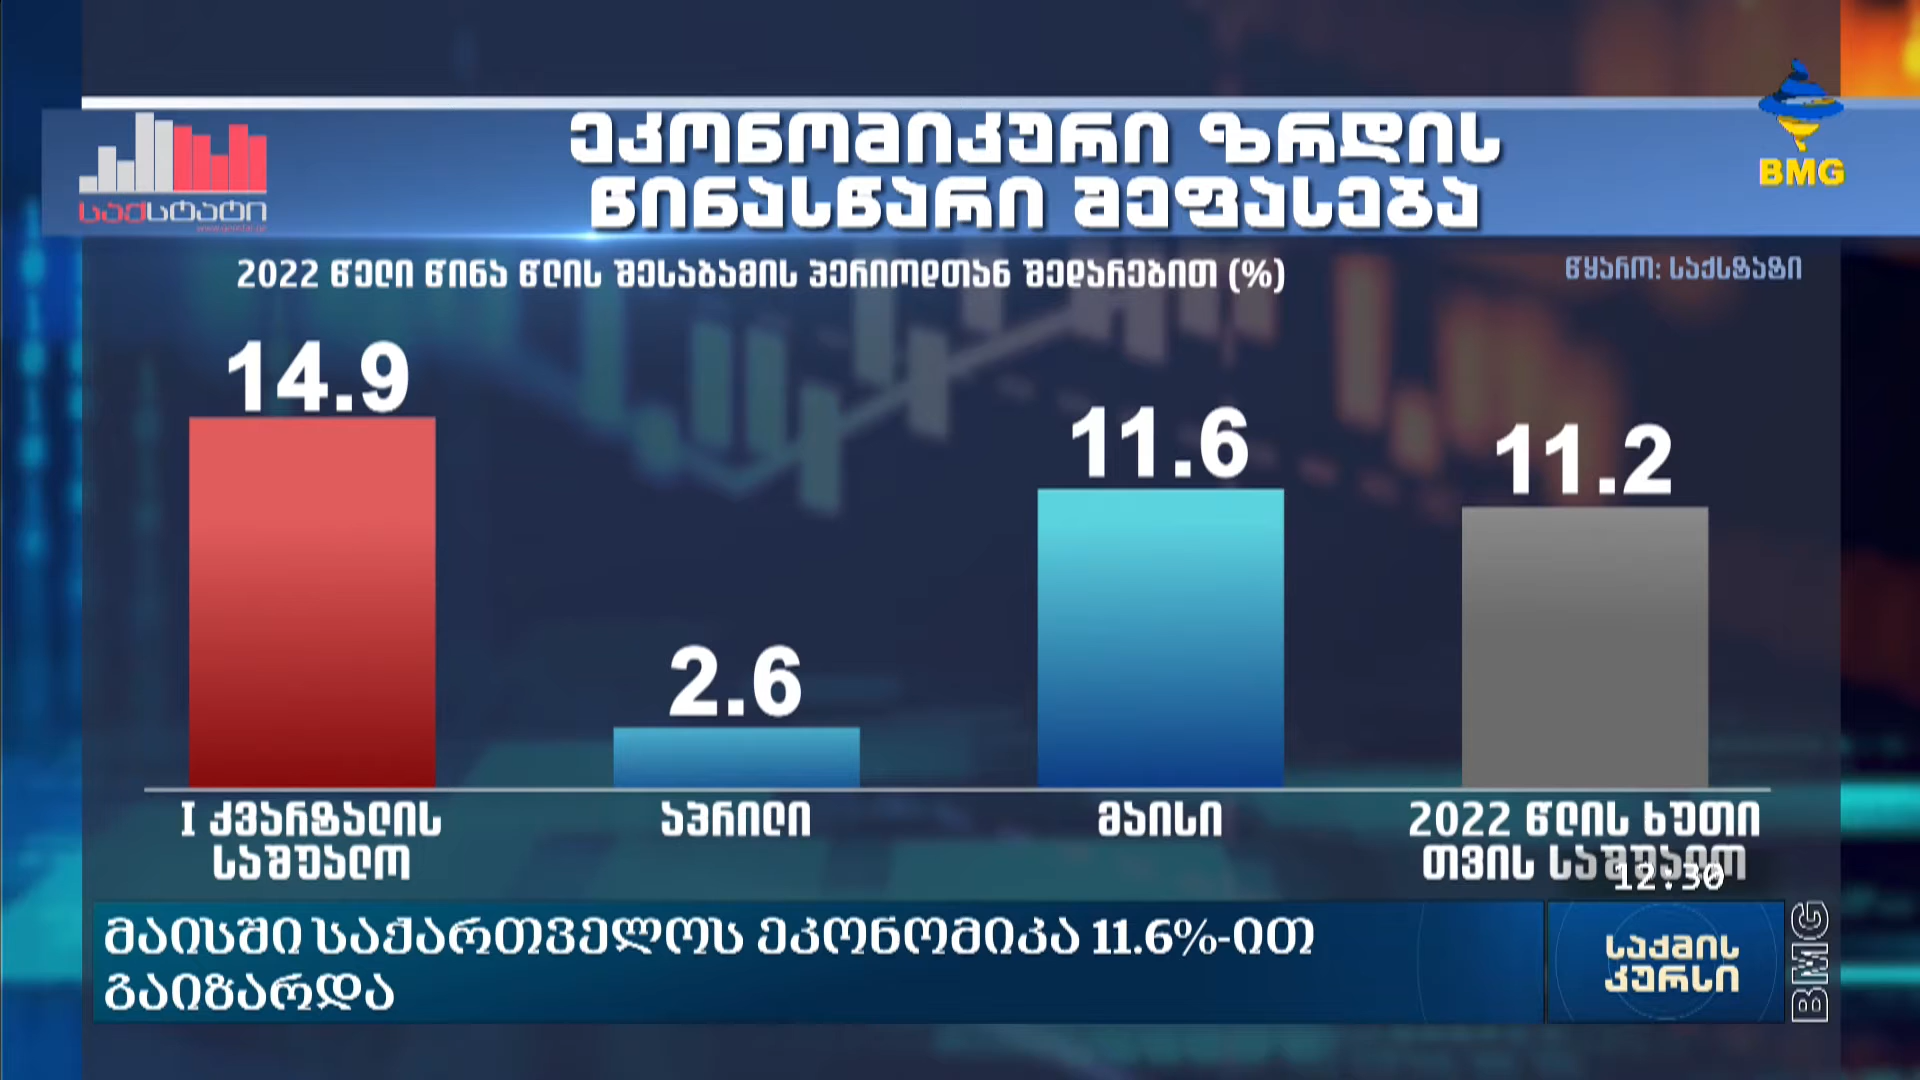 ეკონომიკური ზრდის
წინასწარი შეფასება
საქსტატი
BMG
2022 წელი წინა წლის შესაბამის პერიოდთან შედარებით (%)
წყარო: საქსტატი
14.9
2.6
11.6
11.2
I კვარტალის
საშუალო
აპრილი
მაისი
2022 წლის ხუთი
თვის საშუალო
12:30
მაისში საქართველოს ეკონომიკა 11.6%-ით
გაიზარდა
საქმის
კურსი
BMG